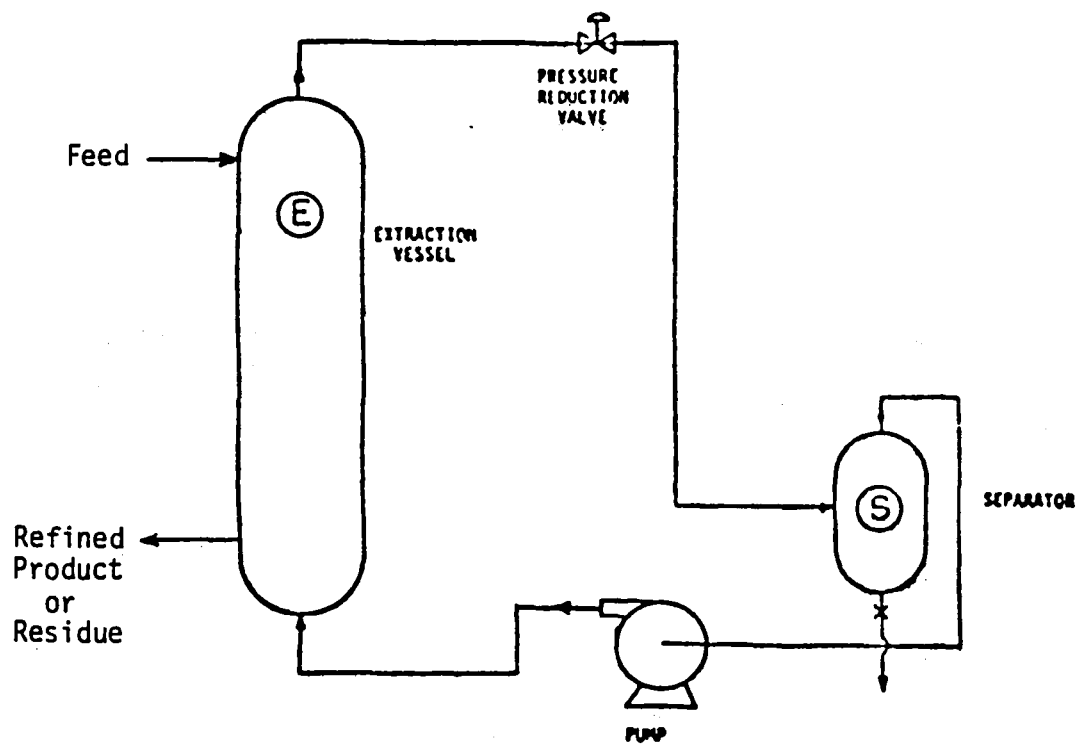 PRESSURE
REDUCTION
VALVE
Feed
E
EXTRACTION
VESSEL
S
SEPARATOR
Refined
Product
or
Residue
PUMP